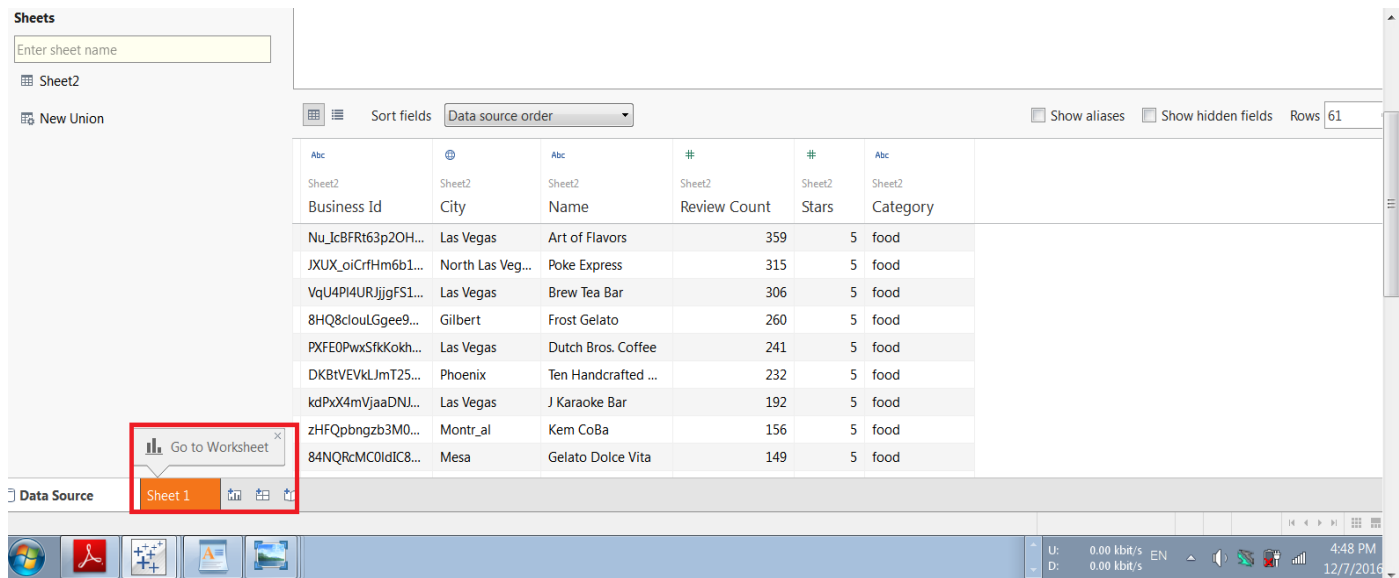 Sheets
Enter sheet name
Sheet2
New Union
Sort fields Data source order Show aliases Show hidden fields Rows 61
Abc Abc # # Abc
Sheet2 Sheet2 Sheet2 Sheet2 Sheet2 Sheet2
Business Id City Name Review Count Stars Category
Nu_IcBFRt63p2OH... Las Vegas Art of Flavors 359 5 food
JXUX_oiCrfHm6b1... North Las Veg... Poke Express 315 5 food
VqU4PI4URJjjgFS1... Las Vegas Brew Tea Bar 306 5 food
8HQ8clouLGgee9... Gilbert Frost Gelato 260 5 food
PXFE0PwxSfkKokh... Las Vegas Dutch Bros. Coffee 241 5 food
DKBtVEVkLJmT25... Phoenix Ten Handcrafted ... 232 5 food
kdPxX4mVjaaDNJ... Las Vegas J Karaoke Bar 192 5 food
zHFQpbngzb3M0... Montr_al Kem CoBa 156 5 food
84NQRcMC0IdIC8... Mesa Gelato Dolce Vita 149 5 food
Go to Worksheet
Data Source Sheet 1
U: 0.00 kbit/s
D: 0.00 kbit/s
EN
4:48 PM
12/7/2016